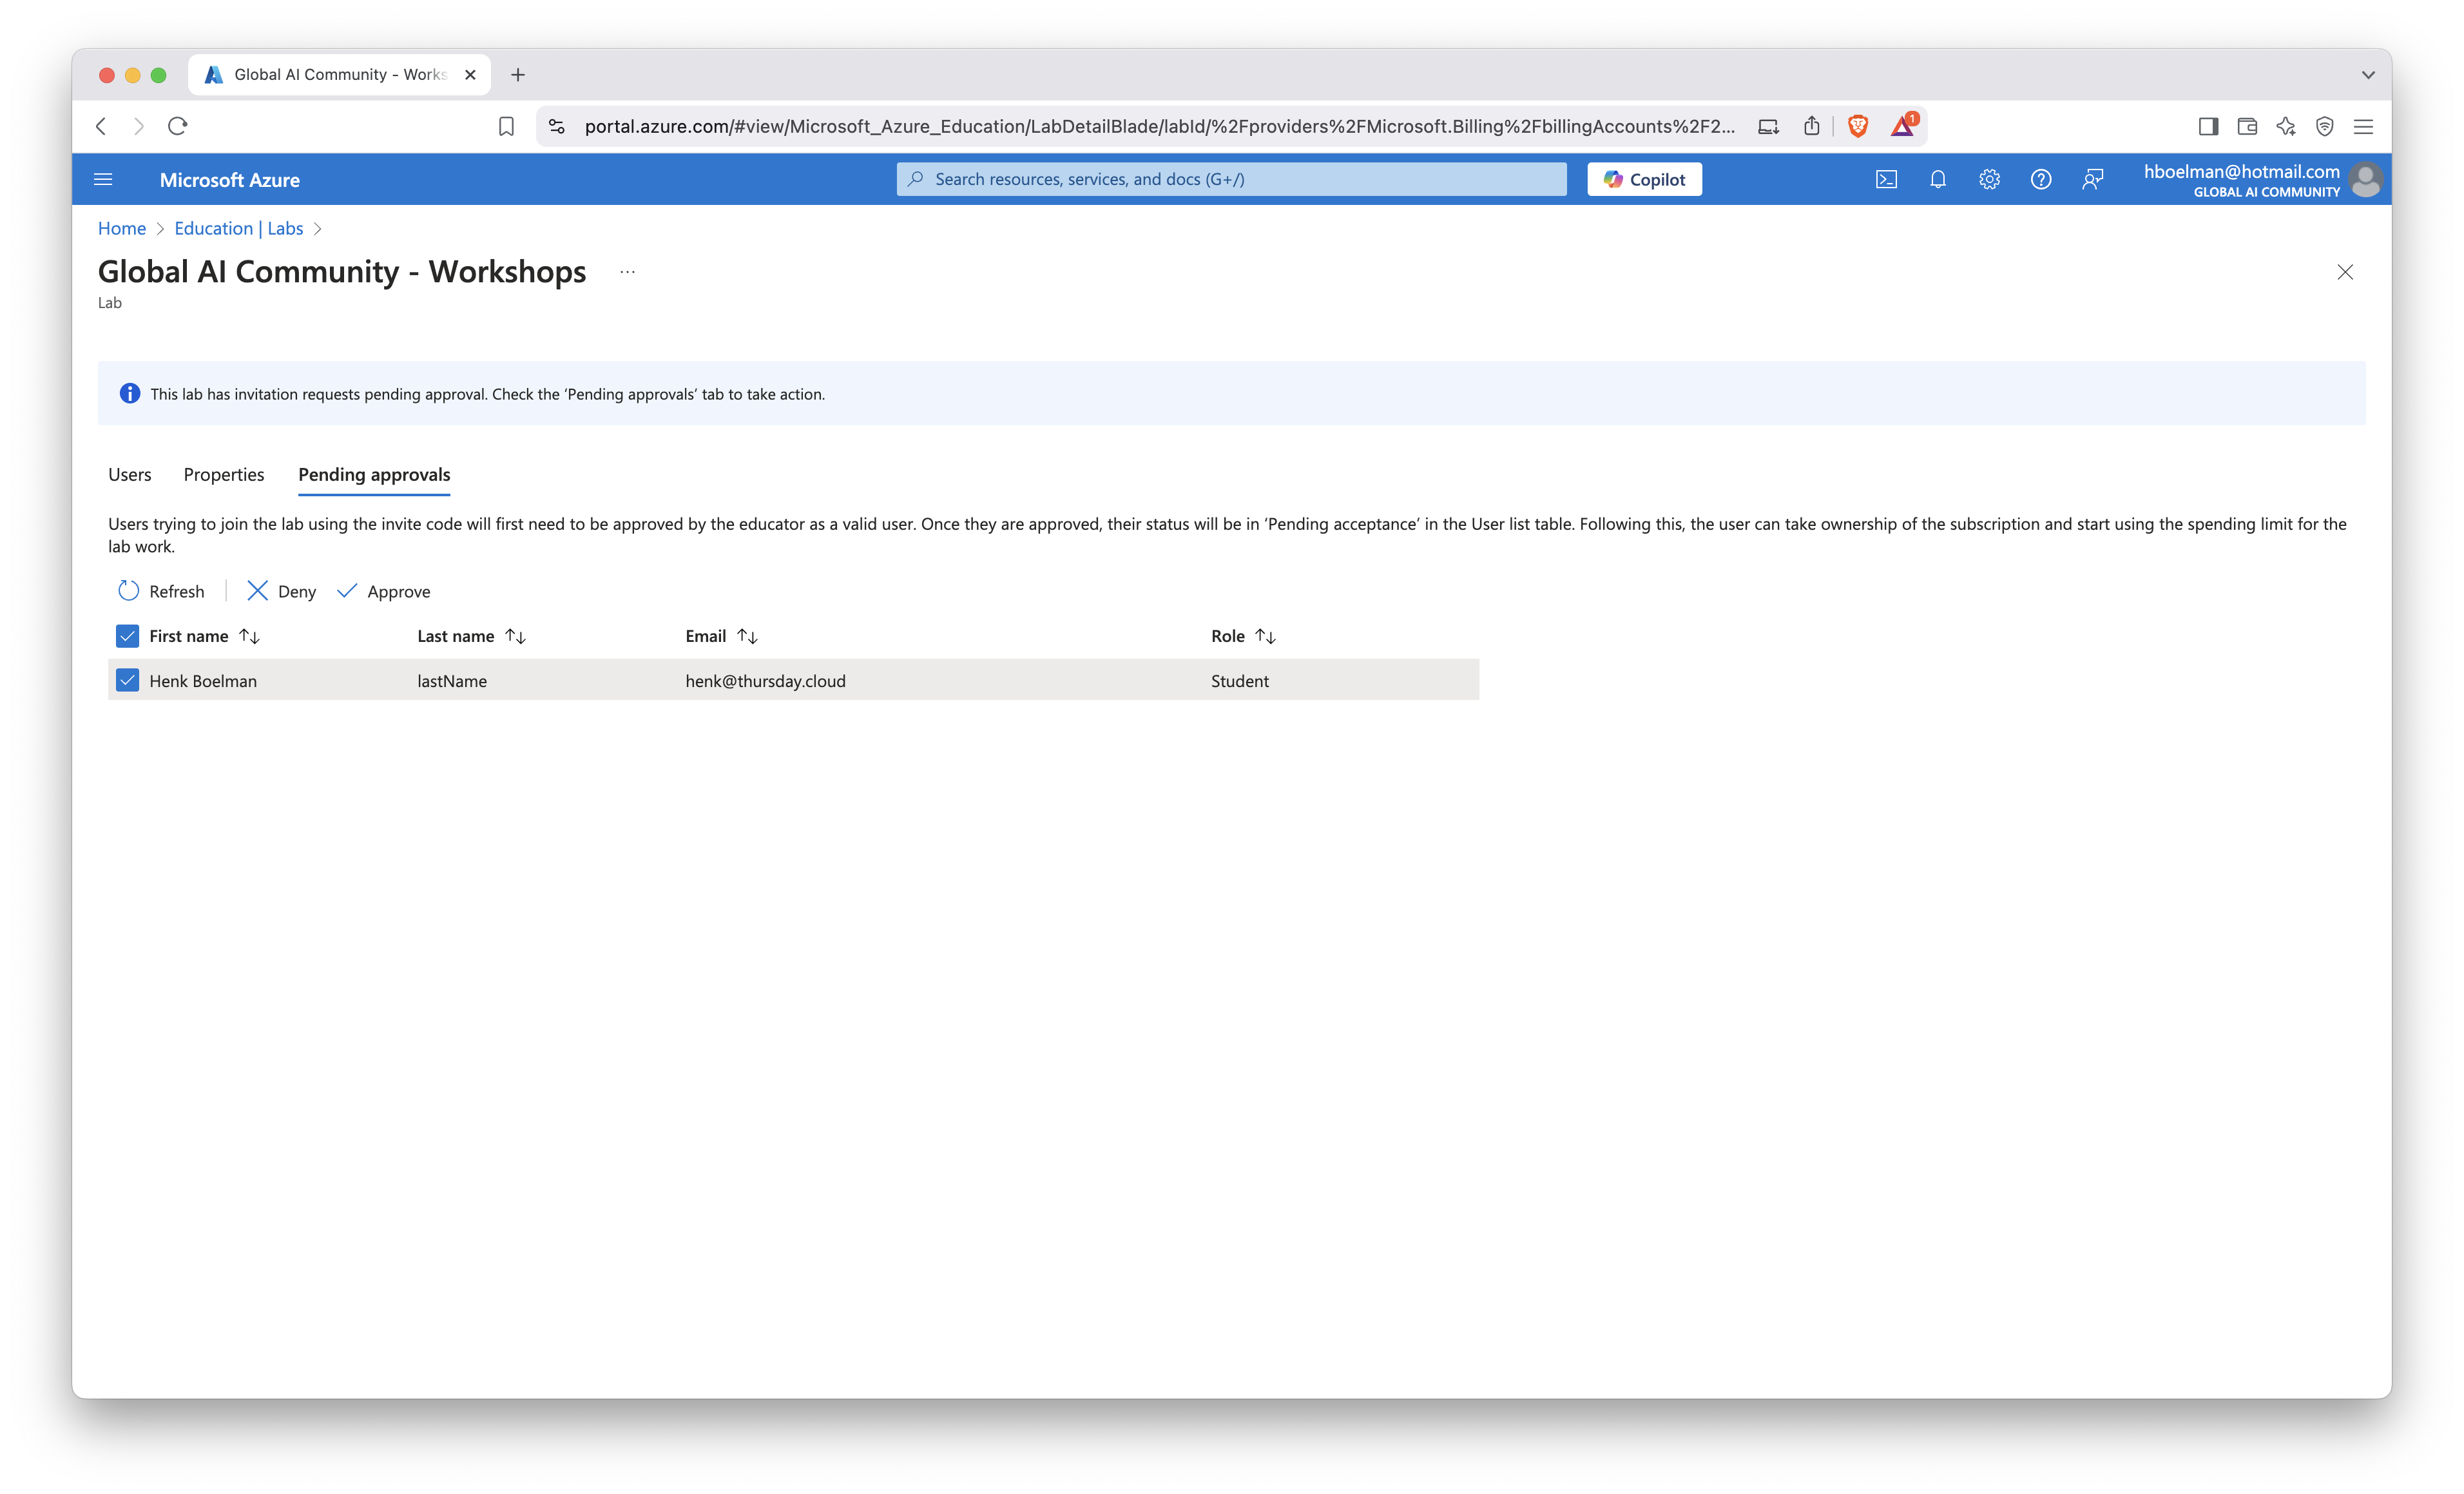 Global AI Community - Works
portal.azure.com/#view/Microsoft_Azure_Education/LabDetailBlade/labId/%2Fproviders%2FMicrosoft.Billing%2FbillingAccounts%2F2...
1
Microsoft Azure
Search resources, services, and docs (G+/)
Copilot
hboelman@hotmail.com
GLOBAL AI COMMUNITY
Home > Education | Labs >
Global AI Community - Workshops ...
Lab
This lab has invitation requests pending approval. Check the ‘Pending approvals’ tab to take action.
Users Properties Pending approvals
Users trying to join the lab using the invite code will first need to be approved by the educator as a valid user. Once they are approved, their status will be in ‘Pending acceptance’ in the User list table. Following this, the user can take ownership of the subscription and start using the spending limit for the
lab work.
Refresh Deny Approve
First name Last name Email Role
Henk Boelman lastName henk@thursday.cloud Student